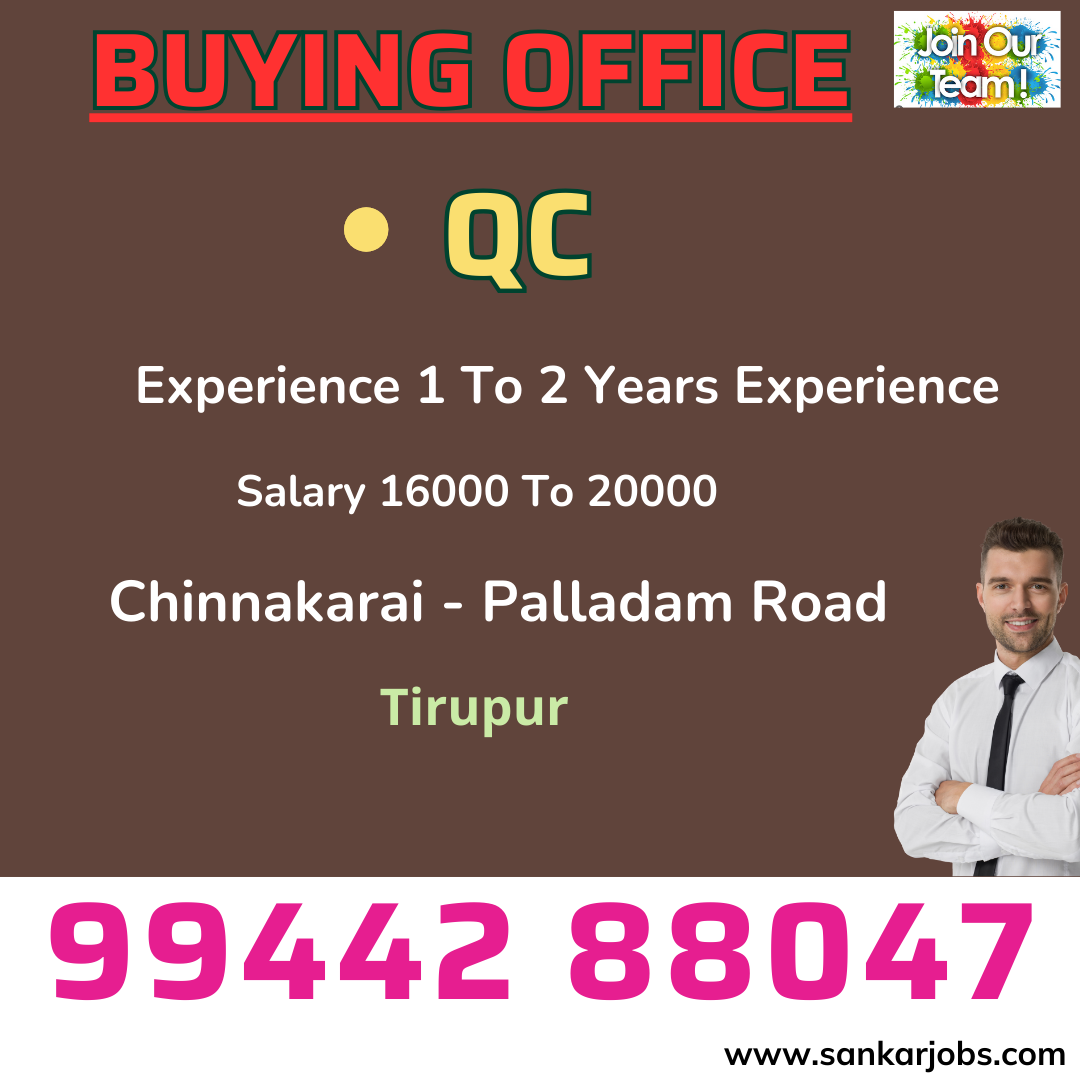 BUYING OFFICE
Join Our
Team!
• QC
Experience 1 To 2 Years Experience
Salary 16000 To 20000
Chinnakarai - Palladam Road
Tirupur
99442 88047
www.sankarjobs.com